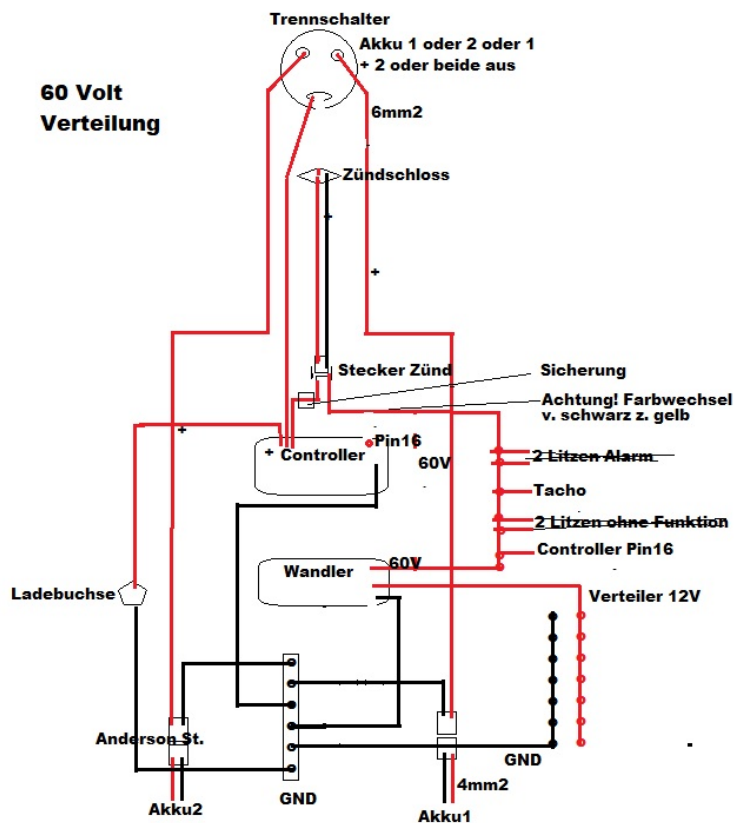 Trennschalter
Akku 1 oder 2 oder 1
+ 2 oder beide aus
60 Volt
Verteilung
6mm2
Zündschloss
+
+
Stecker Zünd
Sicherung
Achtung! Farbwechsel
v. schwarz z. gelb
+
+ Controller
Pin16
60V
2 Litzen Alarm
Tacho
2 Litzen ohne Funktion
Controller Pin16
Wandler
60V
Ladebuchse
Verteiler 12V
Anderson St.
GND
GND
4mm2
Akku2
Akku1